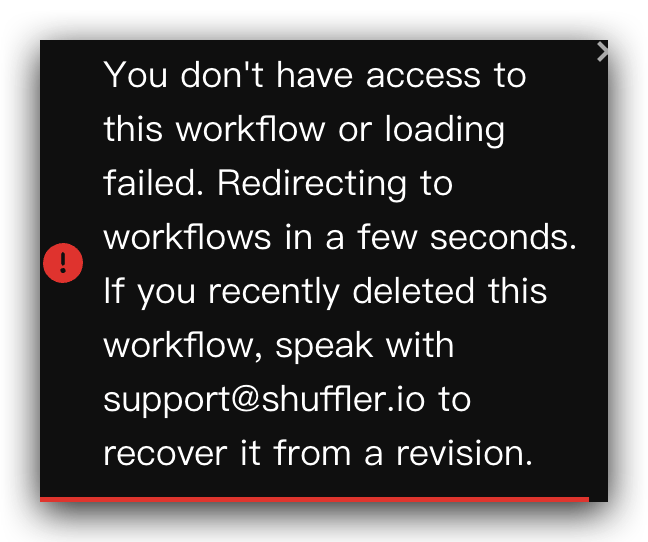 You don't have access to
this workflow or loading
failed. Redirecting to
workflows in a few seconds.
If you recently deleted this
workflow, speak with
support@shuffler.io to
recover it from a revision.